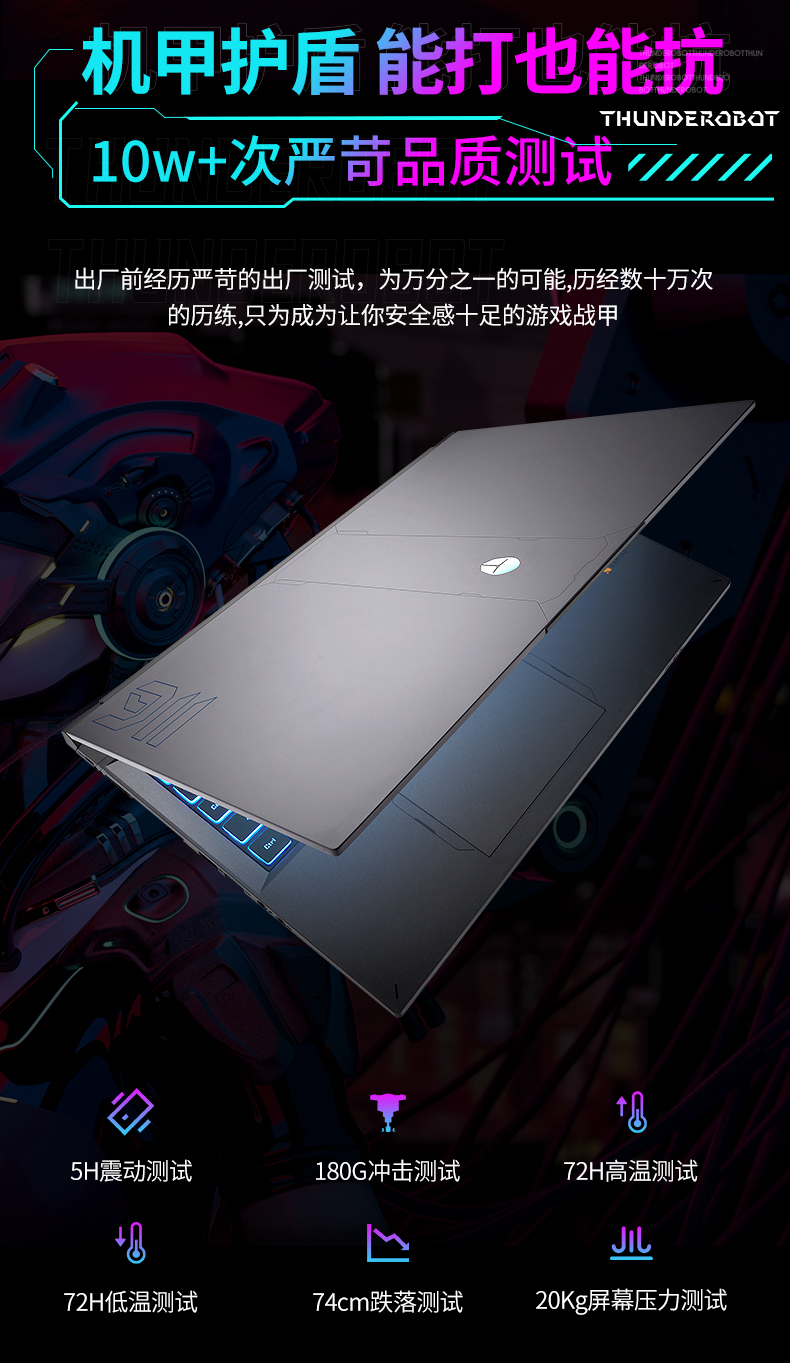 机甲护盾 能打也能抗
THUNDEROBOT
10w+次严苛品质测试
THUNDEROBOT
出厂前经历严苛的出厂测试，为万分之一的可能,历经数十万次
的历练,只为成为让你安全感十足的游戏战甲
911
Ctrl
5H震动测试
180G冲击测试
72H高温测试
72H低温测试
74cm跌落测试
20Kg屏幕压力测试